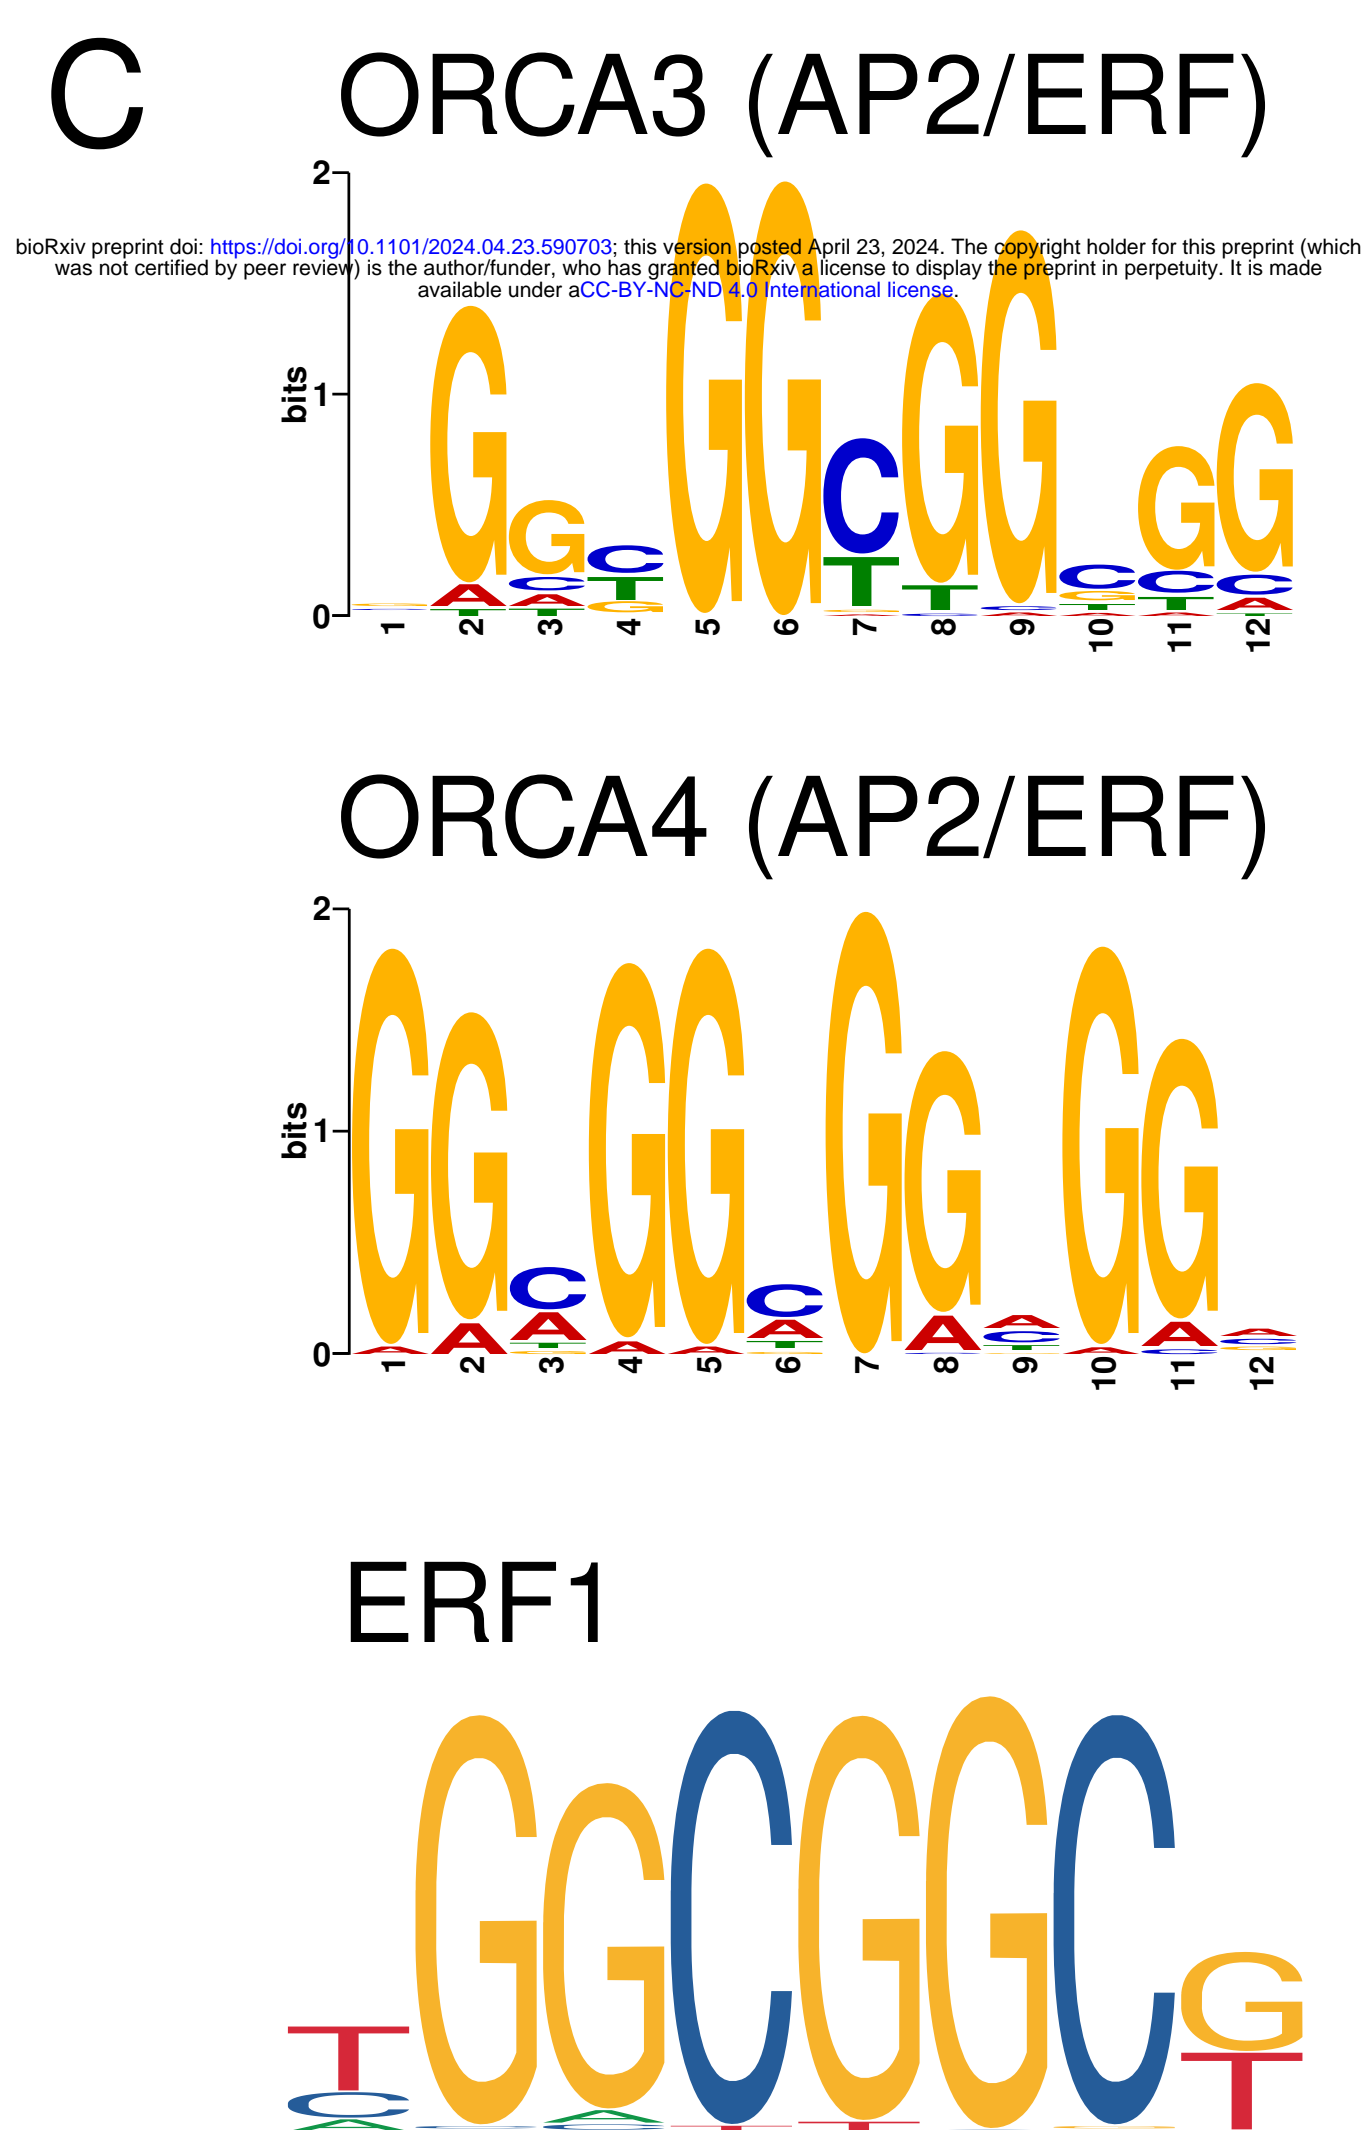 C
ORCA3 (AP2/ERF)
2
bioRxiv preprint doi: https://doi.org/10.1101/2024.04.23.590703; this version posted April 23, 2024. The copyright holder for this preprint (which
was not certified by peer review) is the author/funder, who has granted bioRxiv a license to display the preprint in perpetuity. It is made
available under aCC-BY-NC-ND 4.0 International license.
bits
1
0
G G C G G C G G C G G
A C T T T C G C C
T A G T T A
T
1 2 3 4 5 6 7 8 9 10 11 12
ORCA4 (AP2/ERF)
2
bits
1
0
G G C G G C G G A G G A
A A A A A A A C A A C
T T T C G
1 2 3 4 5 6 7 8 9 10 11 12
ERF1
T G G C G G C G
C A T T T
A C